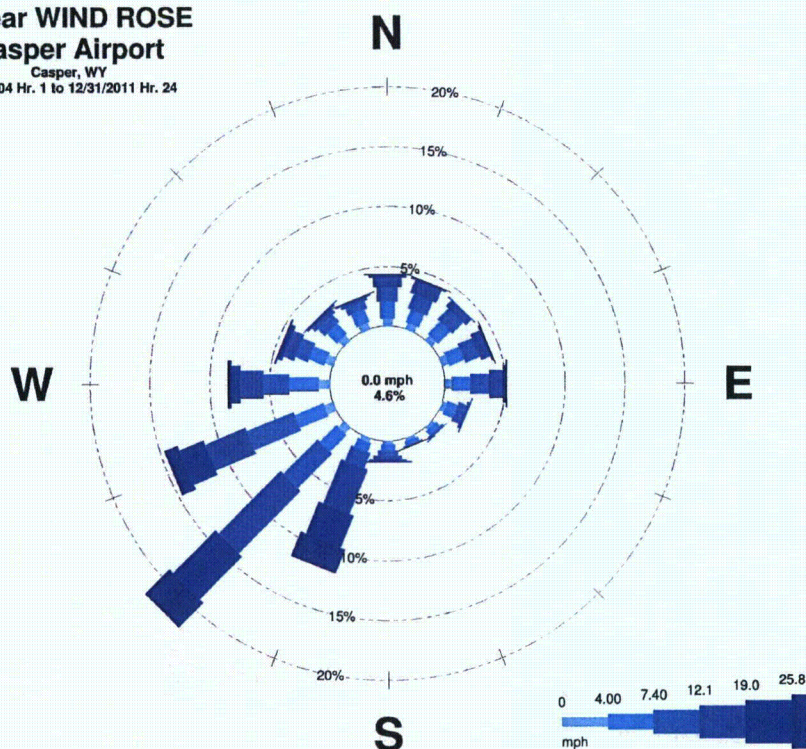 ar WIND ROSE
asper Airport
Casper, WY
04 Hr. 1 to 12/31/2011 Hr. 24
N
20%
15%
10%
5%
W
0.0 mph
4.6%
E
5%
10%
15%
20%
S
0 4.00 7.40 12.1 19.0 25.8
mph